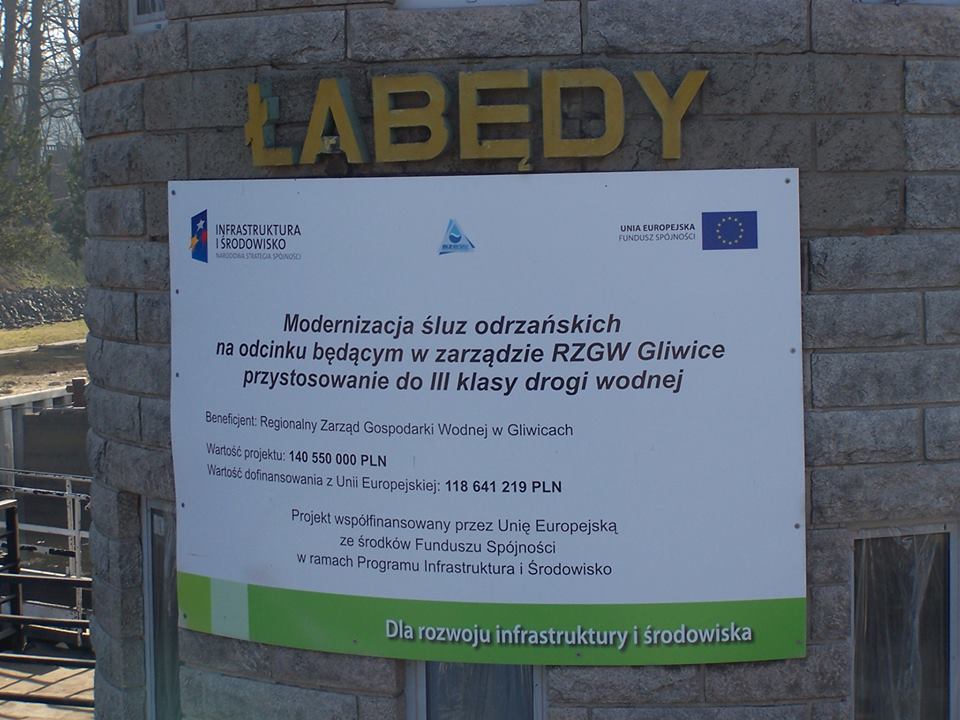 ŁABĘDY
INFRASTRUKTURA
I ŚRODOWISKO
NARODOWA STRATEGIA SPÓJNOŚCI
UNIA EUROPEJSKA
FUNDUSZ SPÓJNOŚCI
Modernizacja śluz odrzańskich
na odcinku będącym w zarządzie RZGW Gliwice
przystosowanie do III klasy drogi wodnej
Beneficjent: Regionalny Zarząd Gospodarki Wodnej w Gliwicach
Wartość projektu: 140 550 000 PLN
Wartość dofinansowania z Unii Europejskiej: 118 641 219 PLN
Projekt współfinansowany przez Unię Europejską
ze środków Funduszu Spójności
w ramach Programu Infrastruktura i Środowisko
Dla rozwoju infrastruktury i środowiska